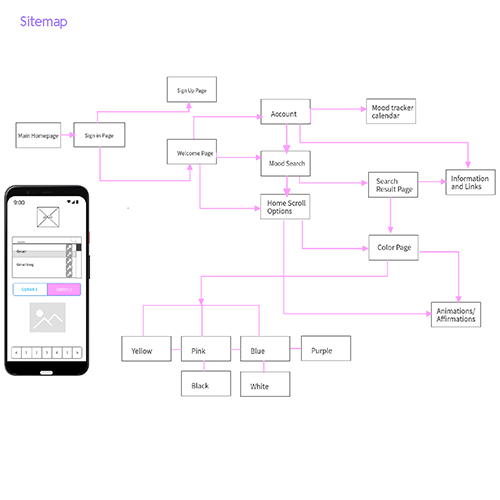 Sitemap
Sign Up Page
Main Homepage
Sign in Page
Welcome Page
Account
Mood tracker
calendar
Mood Search
Search
Result Page
Information
and Links
Home Scroll
Options
Color Page
Animations/
Affirmations
Yellow
Pink
Blue
Purple
Black
White
9:00
Option 1